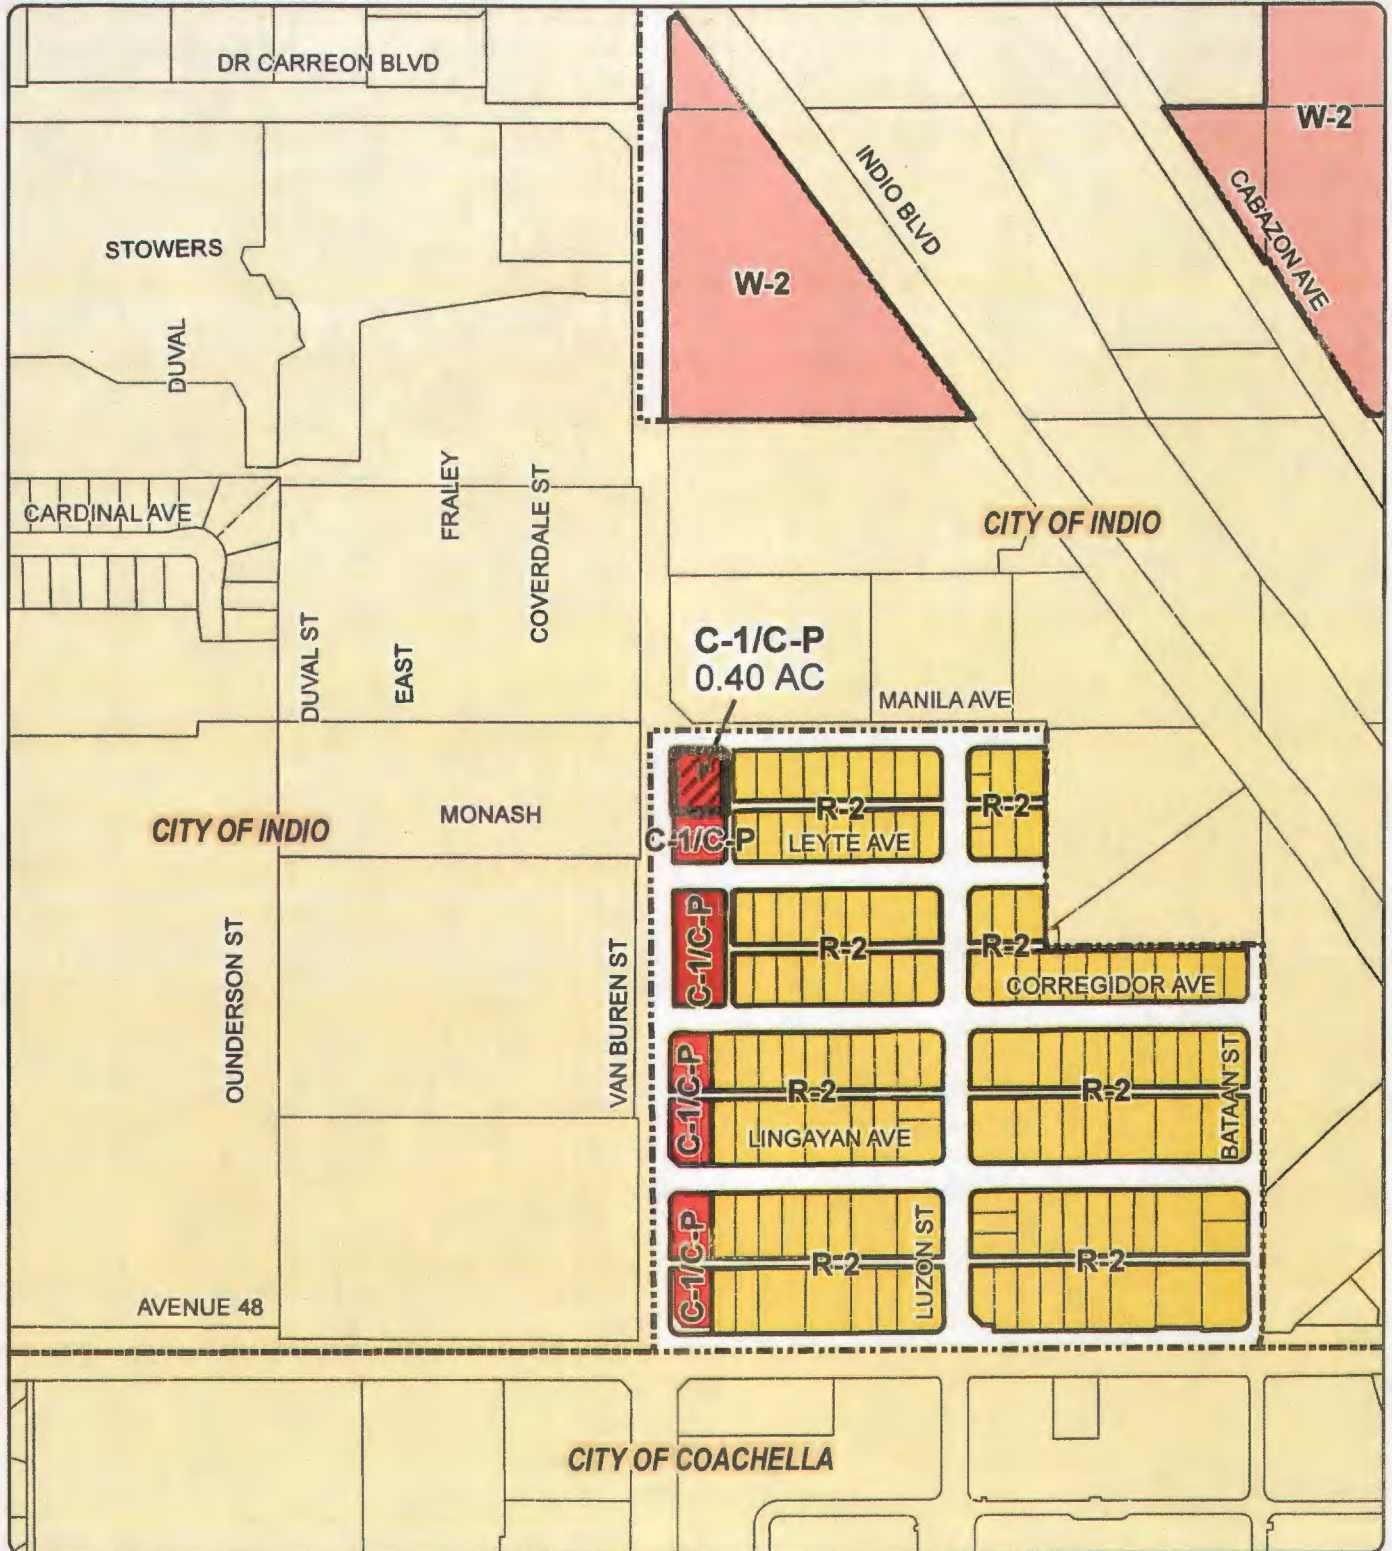 DR CARREON BLVD
W-2
INDIO BLVD
CABAZON AVE
STOWERS
W-2
DUVAL
FRALEY
COVERDALE ST
CARDINAL AVE
CITY OF INDIO
DUVAL ST
EAST
C-1/C-P
0.40 AC
MANILA AVE
MONASH
CITY OF INDIO
R-2
R-2
C-1/C-P
LEYTE AVE
OUNDERSON ST
VAN BUREN ST
C-1/C-P
R-2
R-2
CORREGIDOR AVE
C-1/C-P
R-2
R-2
BATAAN ST
LINGAYAN AVE
C-1/C-P
R-2
LUZON ST
R-2
AVENUE 48
CITY OF COACHELLA